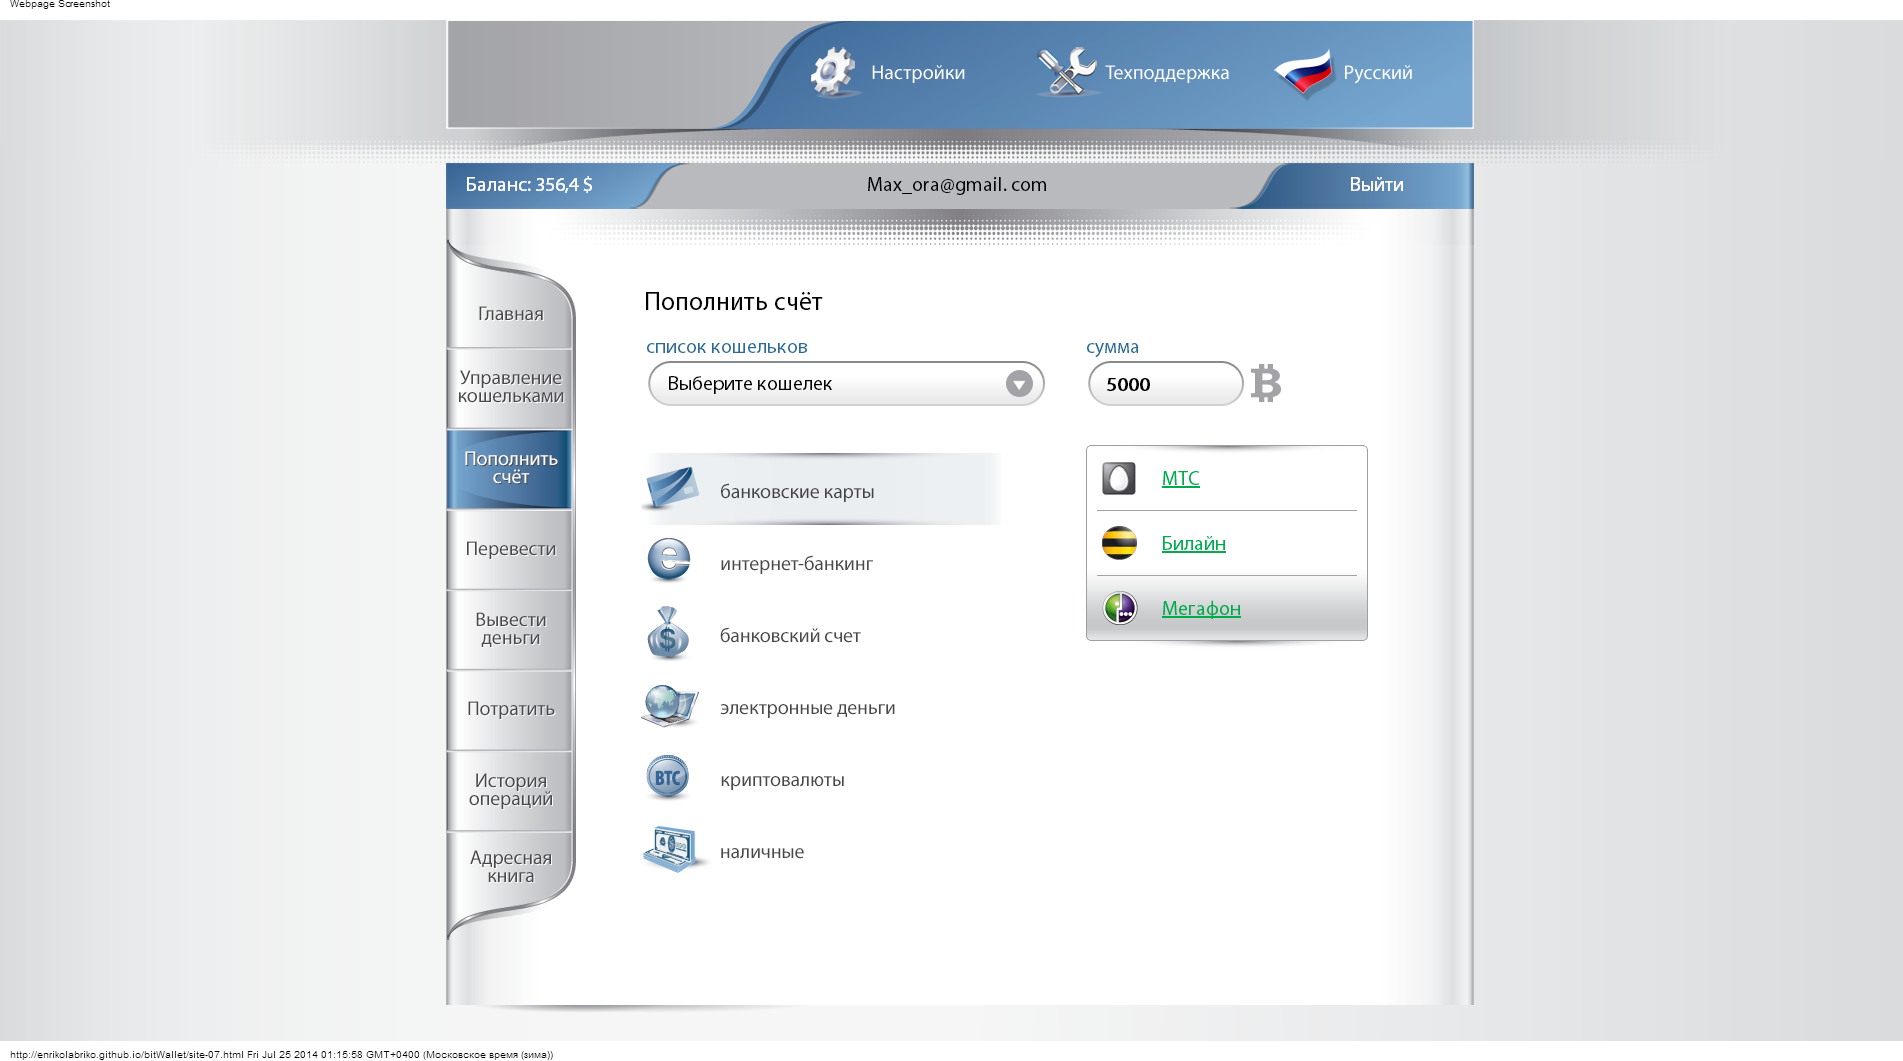 Webpage Screenshot
Настройки
Техподдержка
Русский
Баланс: 356,4 $
Max_ora@gmail. com
Выйти
Главная
Управление
кошельками
Пополнить
счёт
Перевести
Вывести
деньги
Потратить
История
операций
Адресная
книга
Пополнить счёт
список кошельков
сумма
Выберите кошелек
5000
банковские карты
интернет-банкинг
$
банковский счет
электронные деньги
BTC
криптовалюты
наличные
МТС
Билайн
Мегафон
http://enrikolabriko.github.io/bitWallet/site-07.html Fri Jul 25 2014 01:15:58 GMT+0400 (Московское время (зима))